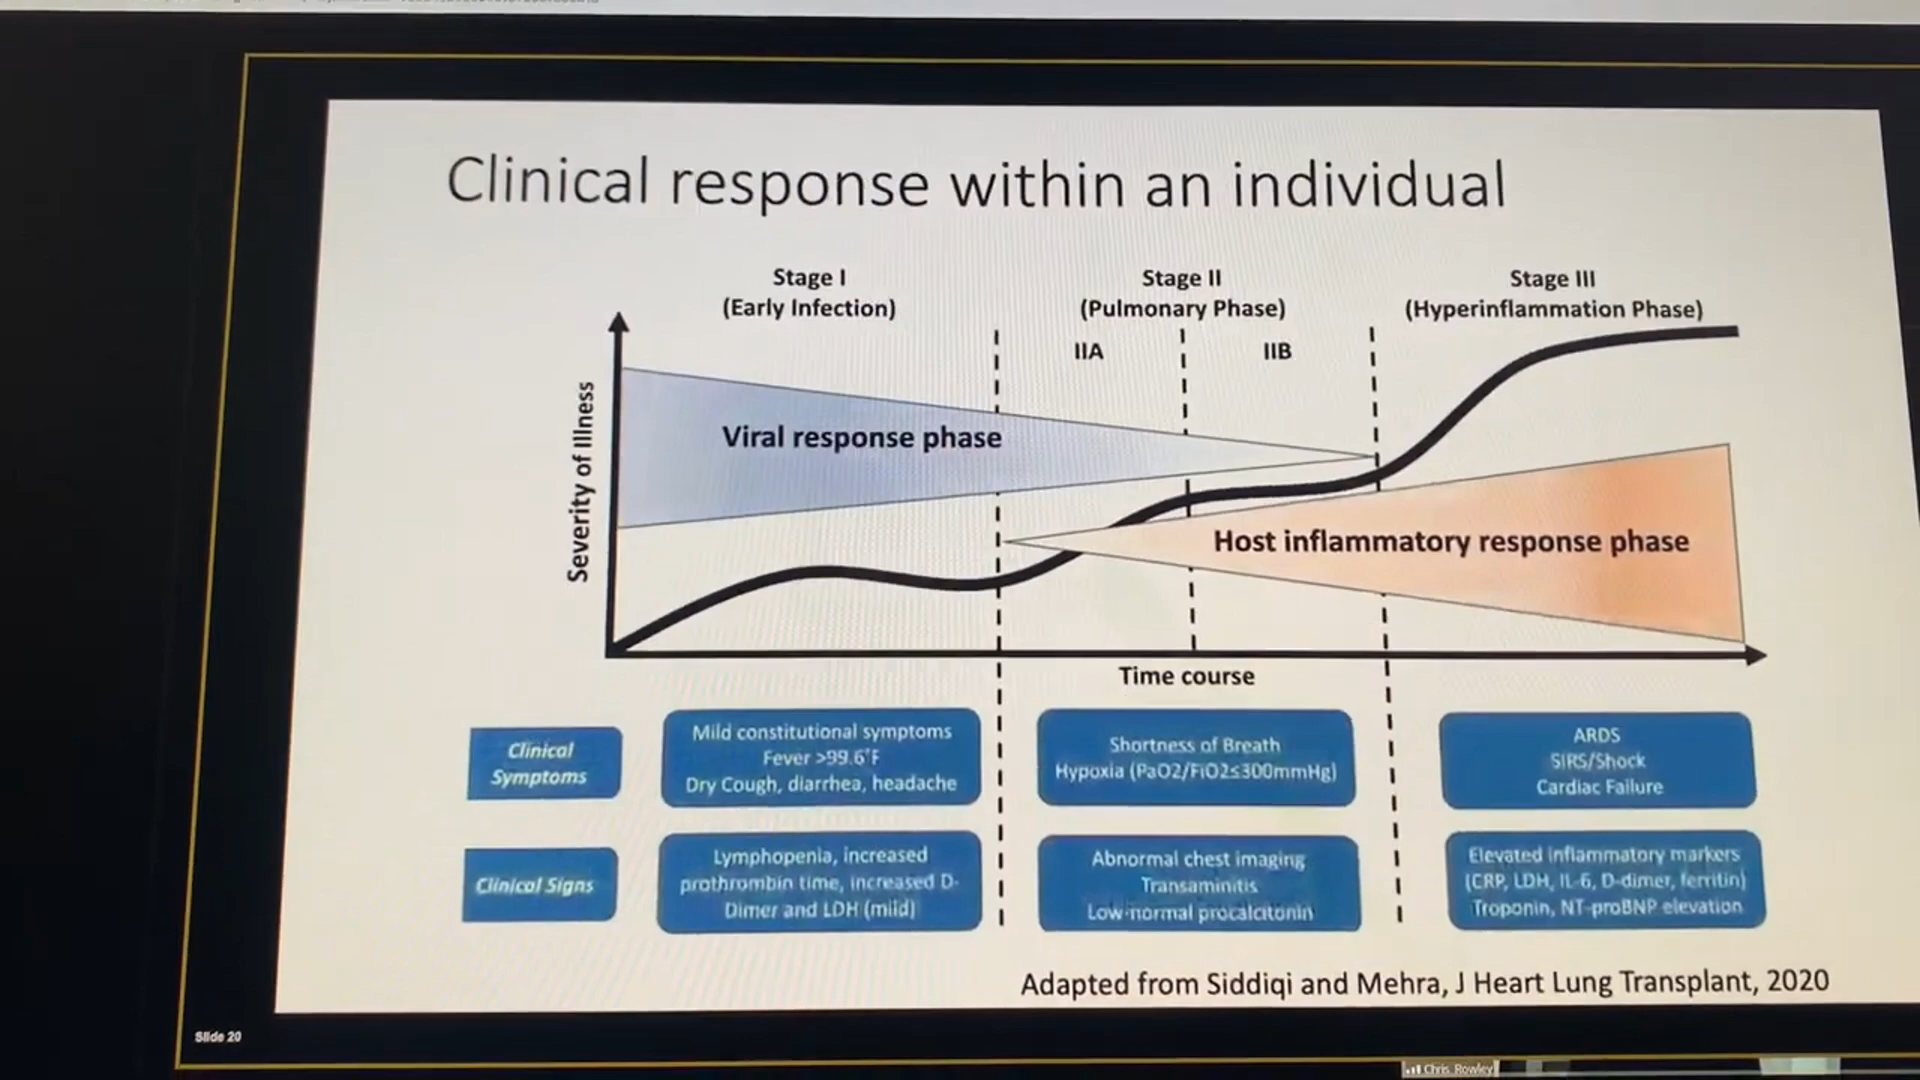 Clinical response within an individual
Stage I
(Early Infection)
Stage II
(Pulmonary Phase)
Stage III
(Hyperinflammation Phase)
IIA
IIB
Severity of Illness
Viral response phase
Host inflammatory response phase
Time course
Clinical
Symptoms
Mild constitutional symptoms
Fever >99.6°F
Dry Cough, diarrhea, headache
Shortness of Breath
Hypoxia (PaO2/FiO2≤300mmHg)
ARDS
SIRS/Shock
Cardiac Failure
Clinical Signs
Lymphopenia, increased
prothrombin time, increased D-
Dimer and LDH (mild)
Abnormal chest imaging
Transaminitis
Low-normal procalcitonin
Elevated inflammatory markers
(CRP, LDH, IL-6, D-dimer, ferritin)
Troponin, NT-proBNP elevation
Adapted from Siddiqi and Mehra, J Heart Lung Transplant, 2020
Slide 20
Chris Rowley